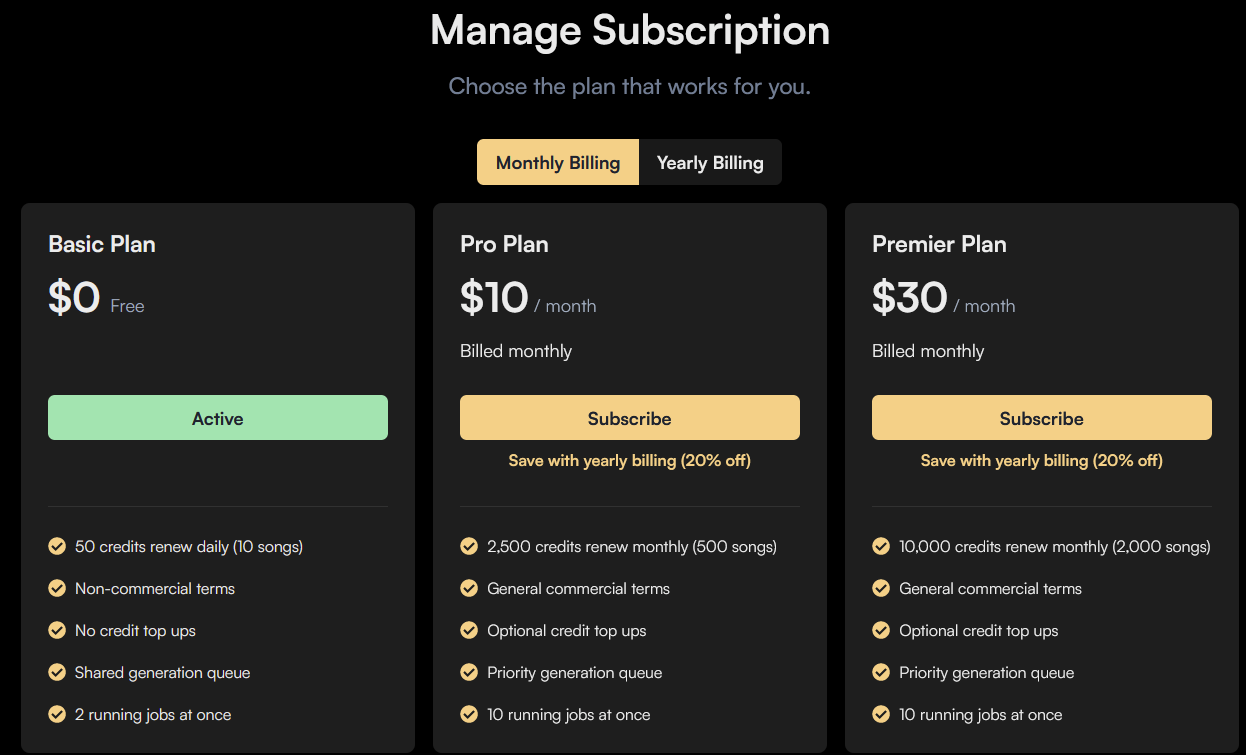 Manage Subscription
Choose the plan that works for you.
Monthly Billing
Yearly Billing
Basic Plan
$0 Free
Active
50 credits renew daily (10 songs)
Non-commercial terms
No credit top ups
Shared generation queue
2 running jobs at once
Pro Plan
$10 / month
Billed monthly
Subscribe
Save with yearly billing (20% off)
2,500 credits renew monthly (500 songs)
General commercial terms
Optional credit top ups
Priority generation queue
10 running jobs at once
Premier Plan
$30 / month
Billed monthly
Subscribe
Save with yearly billing (20% off)
10,000 credits renew monthly (2,000 songs)
General commercial terms
Optional credit top ups
Priority generation queue
10 running jobs at once